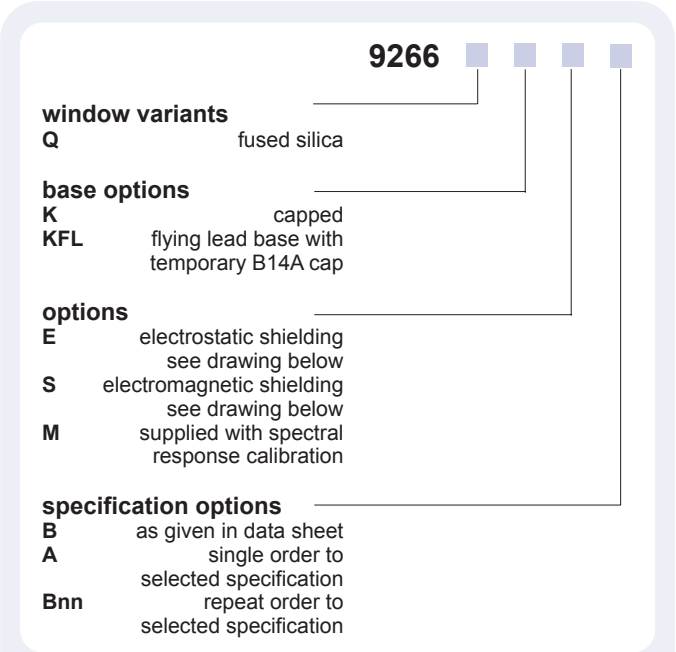 9266
window variants
Q fused silica
base options
K capped
KFL flying lead base with
temporary B14A cap
options
E electrostatic shielding
see drawing below
S electromagnetic shielding
see drawing below
M supplied with spectral
response calibration
specification options
B as given in data sheet
A single order to
selected specification
Bnn repeat order to
selected specification